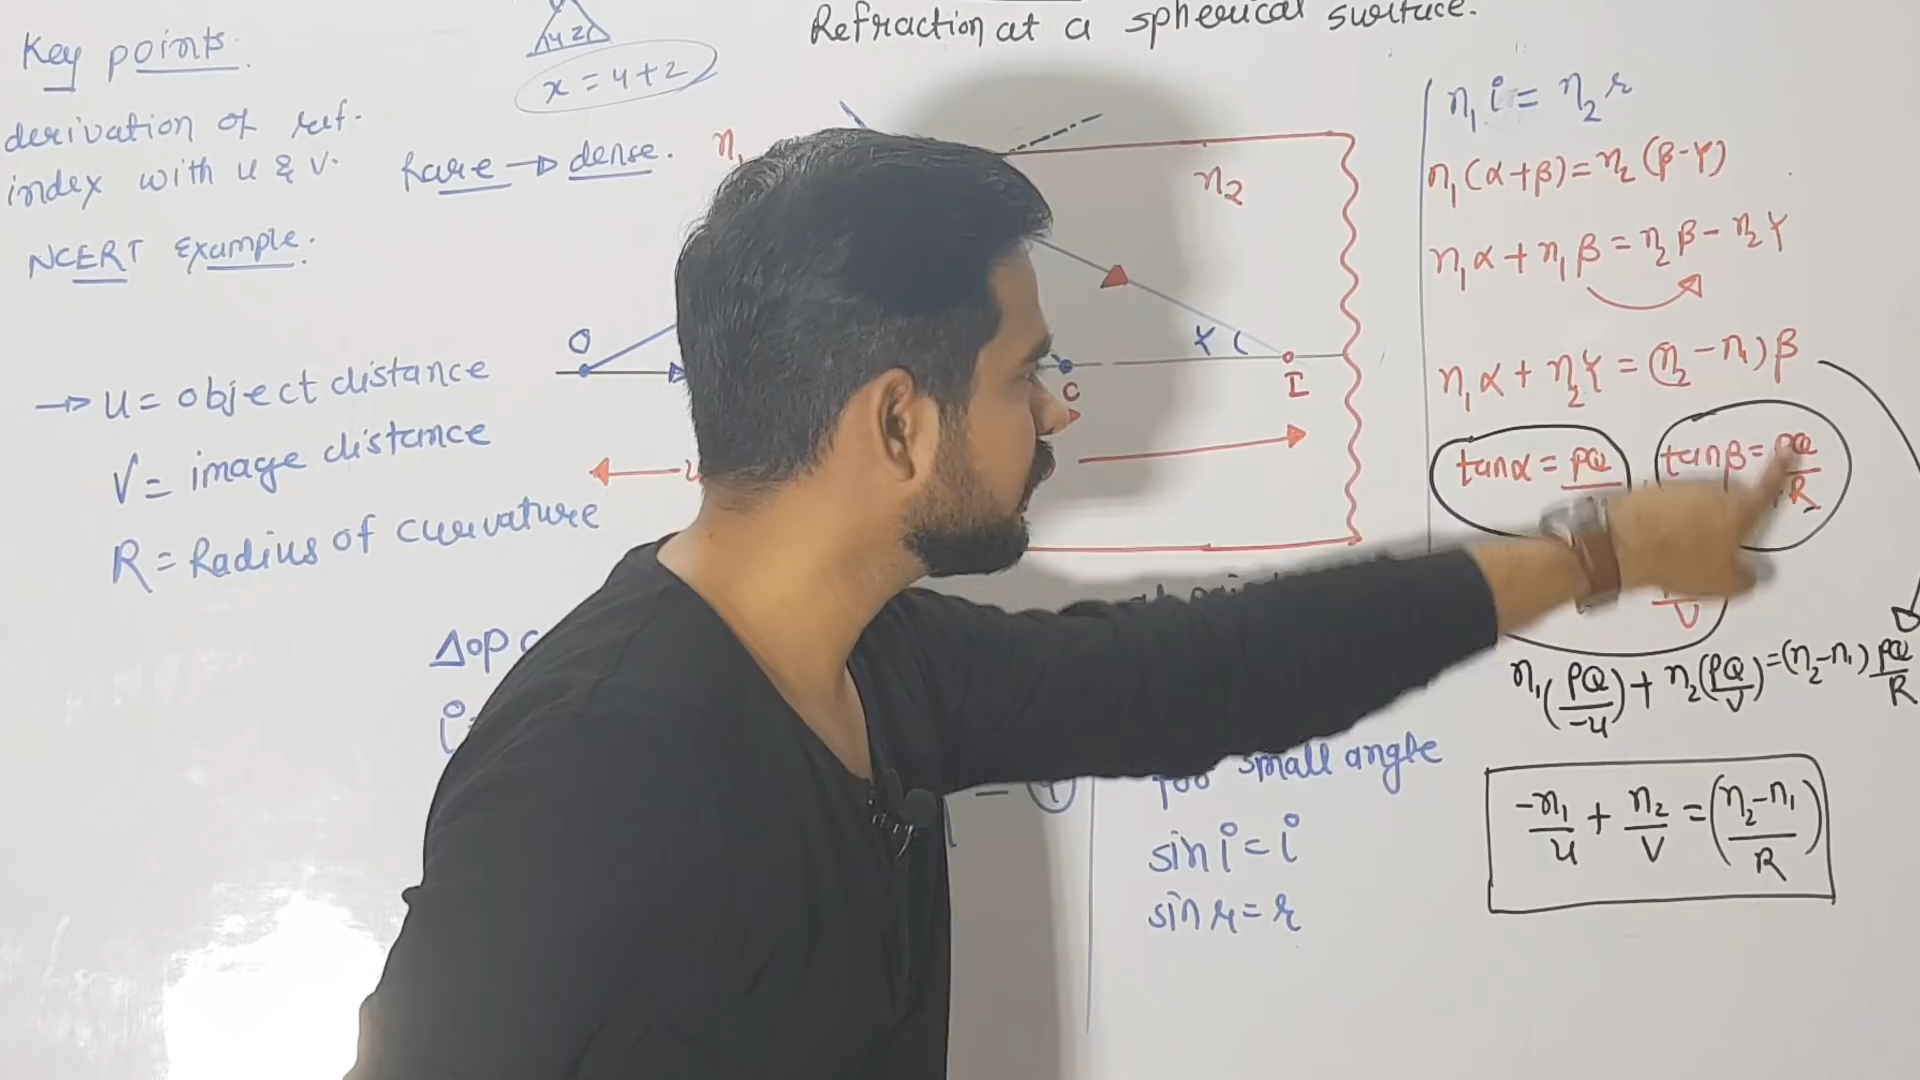 Refraction at a spherical surface.
Key points.
derivation of ref.
index with u & v.
NCERT Example.
42
x = 4+2
rare → dense.
→ u = object distance
V = image distance
R = Radius of curvature
n₁
n₂
O
C
γ
I
u
Δop
i =
- ①
small angle
sin i = i
sin r = r
n₁ i = n₂ r
n₁(α+β) = n₂(β-γ)
n₁α + n₁β = n₂β - n₂γ
n₁α + n₂γ = (n₂ - n₁)β
tanα = PQ
tanβ = PQ/R
V
n₁(PQ/-u) + n₂(PQ/V) = (n₂-n₁) PQ/R
-n₁/u + n₂/V = (n₂-n₁/R)